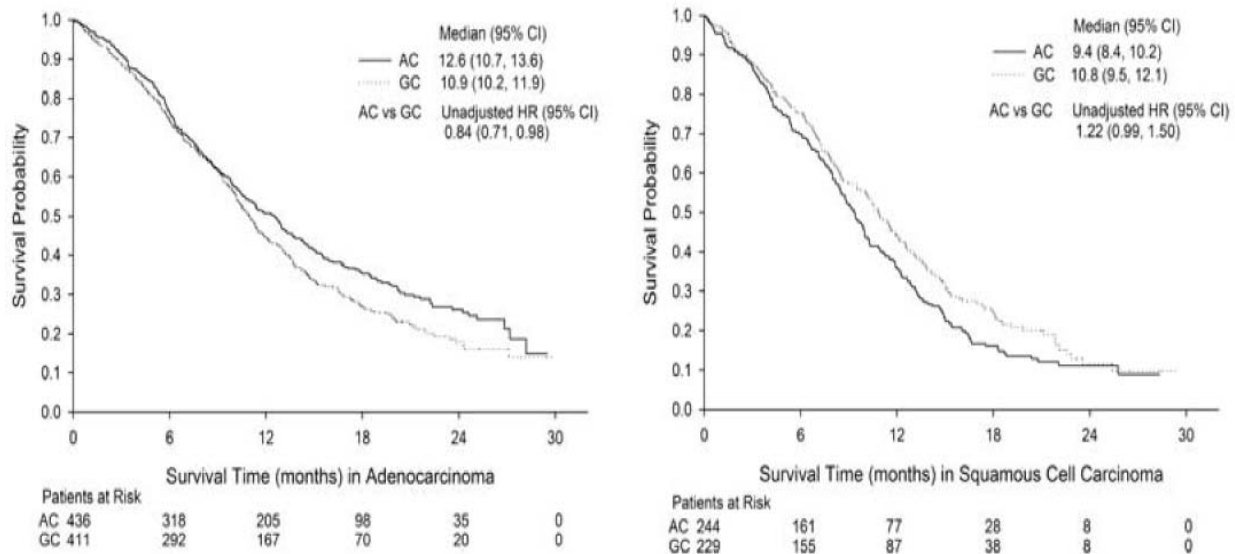 Median (95% CI)
AC 12.6 (10.7, 13.6)
GC 10.9 (10.2, 11.9)
AC vs GC Unadjusted HR (95% CI)
0.84 (0.71, 0.98)
Survival Probability
1.0
0.9
0.8
0.7
0.6
0.5
0.4
0.3
0.2
0.1
0.0
0 6 12 18 24 30
Survival Time (months) in Adenocarcinoma
Patients at Risk
AC 436 318 205 98 35 0
GC 411 292 167 70 20 0
Median (95% CI)
AC 9.4 (8.4, 10.2)
GC 10.8 (9.5, 12.1)
AC vs GC Unadjusted HR (95% CI)
1.22 (0.99, 1.50)
Survival Probability
1.0
0.9
0.8
0.7
0.6
0.5
0.4
0.3
0.2
0.1
0.0
0 6 12 18 24 30
Survival Time (months) in Squamous Cell Carcinoma
Patients at Risk
AC 244 161 77 28 8 0
GC 229 155 87 38 8 0